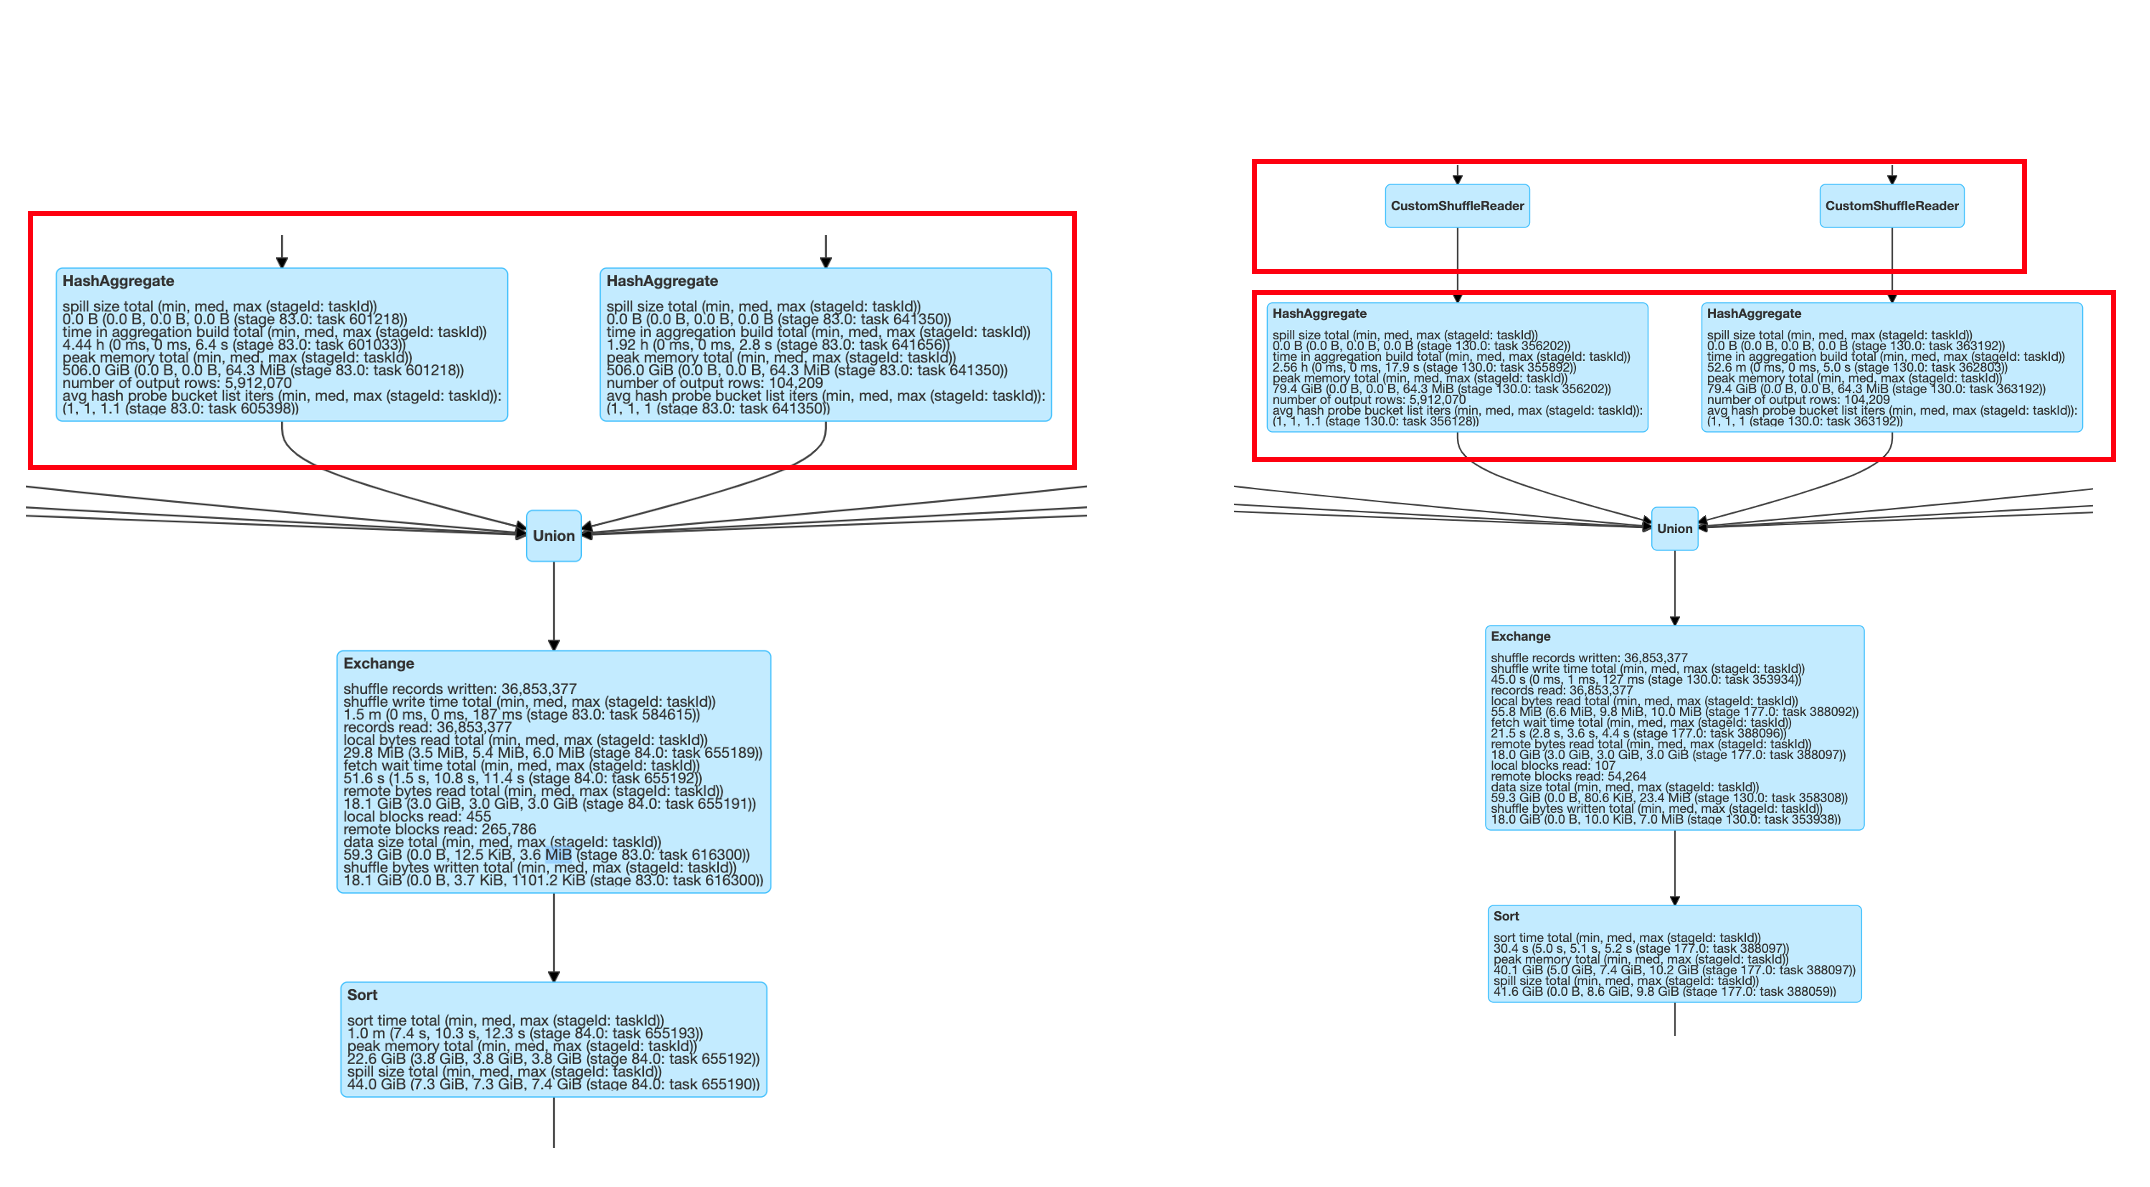 HashAggregate
spill size total (min, med, max (stageId: taskId))
0.0 B (0.0 B, 0.0 B, 0.0 B (stage 83.0: task 601218))
time in aggregation build total (min, med, max (stageId: taskId))
4.44 h (0 ms, 0 ms, 6.4 s (stage 83.0: task 601033))
peak memory total (min, med, max (stageId: taskId))
506.0 GiB (0.0 B, 0.0 B, 64.3 MiB (stage 83.0: task 601218))
number of output rows: 5,912,070
avg hash probe bucket list iters (min, med, max (stageId: taskId)):
(1, 1, 1.1 (stage 83.0: task 605398))
HashAggregate
spill size total (min, med, max (stageId: taskId))
0.0 B (0.0 B, 0.0 B, 0.0 B (stage 83.0: task 641350))
time in aggregation build total (min, med, max (stageId: taskId))
1.92 h (0 ms, 0 ms, 2.8 s (stage 83.0: task 641656))
peak memory total (min, med, max (stageId: taskId))
506.0 GiB (0.0 B, 0.0 B, 64.3 MiB (stage 83.0: task 641350))
number of output rows: 104,209
avg hash probe bucket list iters (min, med, max (stageId: taskId)):
(1, 1, 1 (stage 83.0: task 641350))
Union
Exchange
shuffle records written: 36,853,377
shuffle write time total (min, med, max (stageId: taskId))
1.5 m (0 ms, 0 ms, 187 ms (stage 83.0: task 584615))
records read: 36,853,377
local bytes read total (min, med, max (stageId: taskId))
29.8 MiB (3.5 MiB, 5.4 MiB, 6.0 MiB (stage 84.0: task 655189))
fetch wait time total (min, med, max (stageId: taskId))
51.6 s (1.5 s, 10.8 s, 11.4 s (stage 84.0: task 655192))
remote bytes read total (min, med, max (stageId: taskId))
18.1 GiB (3.0 GiB, 3.0 GiB, 3.0 GiB (stage 84.0: task 655191))
local blocks read: 455
remote blocks read: 265,786
data size total (min, med, max (stageId: taskId))
59.3 GiB (0.0 B, 12.5 KiB, 3.6 MiB (stage 83.0: task 616300))
shuffle bytes written total (min, med, max (stageId: taskId))
18.1 GiB (0.0 B, 3.7 KiB, 1101.2 KiB (stage 83.0: task 616300))
Sort
sort time total (min, med, max (stageId: taskId))
1.0 m (7.4 s, 10.3 s, 12.3 s (stage 84.0: task 655193))
peak memory total (min, med, max (stageId: taskId))
22.6 GiB (3.8 GiB, 3.8 GiB, 3.8 GiB (stage 84.0: task 655192))
spill size total (min, med, max (stageId: taskId))
44.0 GiB (7.3 GiB, 7.3 GiB, 7.4 GiB (stage 84.0: task 655190))
CustomShuffleReader
CustomShuffleReader
HashAggregate
spill size total (min, med, max (stageId: taskId))
0.0 B (0.0 B, 0.0 B, 0.0 B (stage 130.0: task 356202))
time in aggregation build total (min, med, max (stageId: taskId))
2.56 h (0 ms, 0 ms, 17.9 s (stage 130.0: task 355892))
peak memory total (min, med, max (stageId: taskId))
79.4 GiB (0.0 B, 0.0 B, 64.3 MiB (stage 130.0: task 356202))
number of output rows: 5,912,070
avg hash probe bucket list iters (min, med, max (stageId: taskId)):
(1, 1, 1.1 (stage 130.0: task 356128))
HashAggregate
spill size total (min, med, max (stageId: taskId))
0.0 B (0.0 B, 0.0 B, 0.0 B (stage 130.0: task 363192))
time in aggregation build total (min, med, max (stageId: taskId))
52.6 m (0 ms, 0 ms, 5.0 s (stage 130.0: task 362803))
peak memory total (min, med, max (stageId: taskId))
79.4 GiB (0.0 B, 0.0 B, 64.3 MiB (stage 130.0: task 363192))
number of output rows: 104,209
avg hash probe bucket list iters (min, med, max (stageId: taskId)):
(1, 1, 1 (stage 130.0: task 363192))
Union
Exchange
shuffle records written: 36,853,377
shuffle write time total (min, med, max (stageId: taskId))
45.0 s (0 ms, 1 ms, 127 ms (stage 130.0: task 353934))
records read: 36,853,377
local bytes read total (min, med, max (stageId: taskId))
55.8 MiB (6.6 MiB, 9.8 MiB, 10.0 MiB (stage 177.0: task 388092))
fetch wait time total (min, med, max (stageId: taskId))
21.5 s (2.8 s, 3.6 s, 4.4 s (stage 177.0: task 388096))
remote bytes read total (min, med, max (stageId: taskId))
18.0 GiB (3.0 GiB, 3.0 GiB, 3.0 GiB (stage 177.0: task 388097))
local blocks read: 107
remote blocks read: 54,264
data size total (min, med, max (stageId: taskId))
59.3 GiB (0.0 B, 80.6 KiB, 23.4 MiB (stage 130.0: task 358308))
shuffle bytes written total (min, med, max (stageId: taskId))
18.0 GiB (0.0 B, 10.0 KiB, 7.0 MiB (stage 130.0: task 353938))
Sort
sort time total (min, med, max (stageId: taskId))
30.4 s (5.0 s, 5.1 s, 5.2 s (stage 177.0: task 388097))
peak memory total (min, med, max (stageId: taskId))
40.1 GiB (5.0 GiB, 7.4 GiB, 10.2 GiB (stage 177.0: task 388097))
spill size total (min, med, max (stageId: taskId))
41.6 GiB (0.0 B, 8.6 GiB, 9.8 GiB (stage 177.0: task 388059))